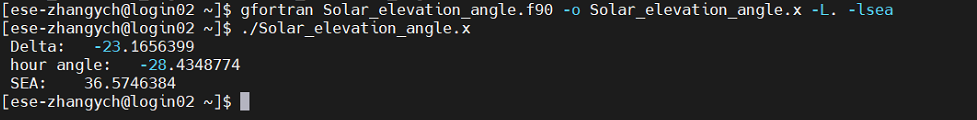 [ese-zhangych@login02 ~]$ gfortran Solar_elevation_angle.f90 -o Solar_elevation_angle.x -L. -lsea
[ese-zhangych@login02 ~]$ ./Solar_elevation_angle.x
Delta: -23.1656399
hour angle: -28.4348774
SEA: 36.5746384
[ese-zhangych@login02 ~]$